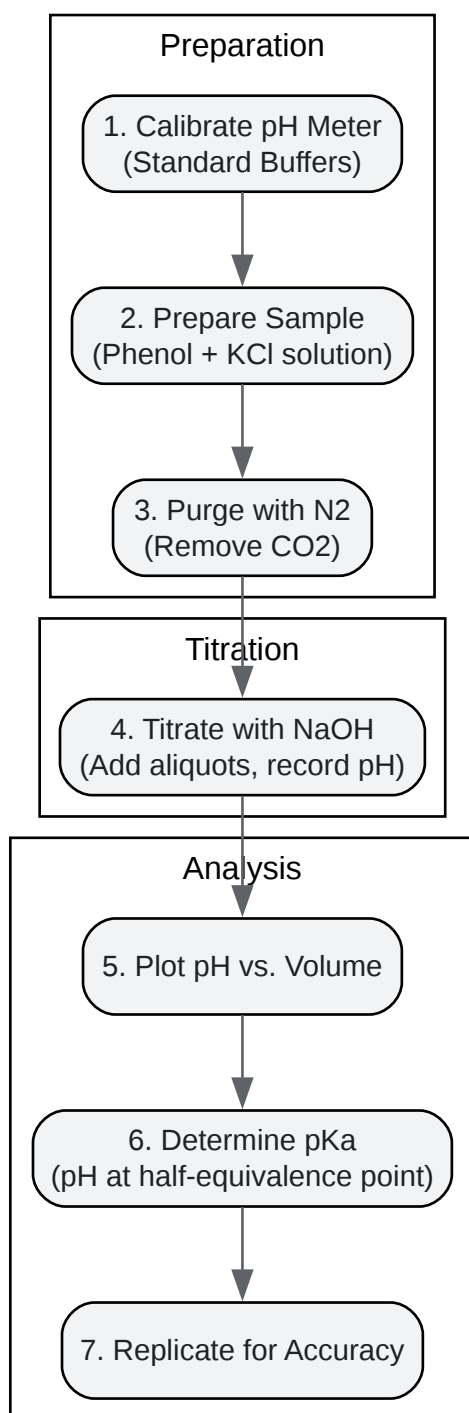 Preparation
1. Calibrate pH Meter
(Standard Buffers)
2. Prepare Sample
(Phenol + KCl solution)
3. Purge with N2
(Remove CO2)
Titration
4. Titrate with NaOH
(Add aliquots, record pH)
Analysis
5. Plot pH vs. Volume
6. Determine pKa
(pH at half-equivalence point)
7. Replicate for Accuracy